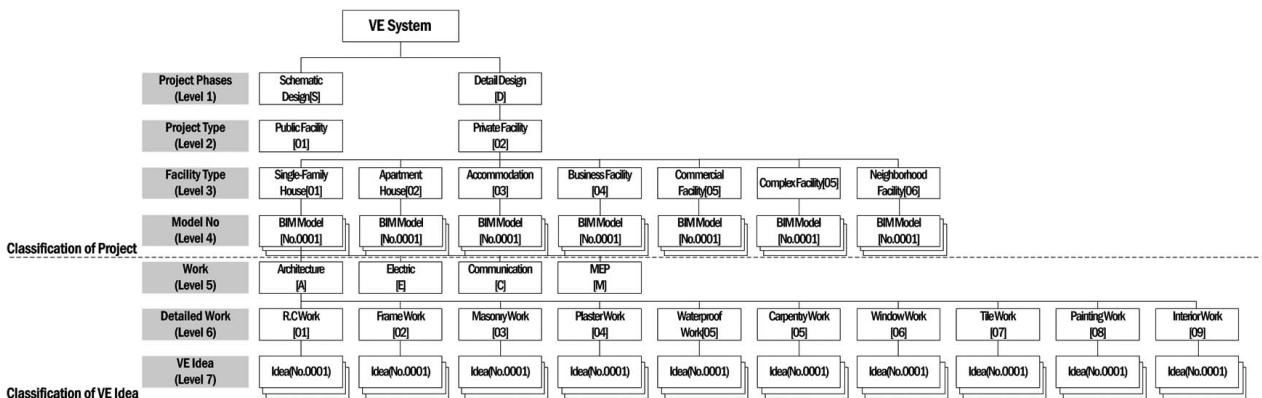 VE System
Project Phases
(Level 1)
Schematic
Design[S]
Detail Design
[D]
Project Type
(Level 2)
Public Facility
[01]
Private Facility
[02]
Facility Type
(Level 3)
Single-Family
House[01]
Apartment
House[02]
Accommodation
[03]
Business Facility
[04]
Commercial
Facility[05]
Complex Facility[05]
Neighborhood
Facility[06]
Model No
(Level 4)
BIM Model
[No.0001]
BIM Model
[No.0001]
BIM Model
[No.0001]
BIM Model
[No.0001]
BIM Model
[No.0001]
BIM Model
[No.0001]
BIM Model
[No.0001]
Classification of Project
Work
(Level 5)
Architecture
[A]
Electric
[E]
Communication
[C]
MEP
[M]
Detailed Work
(Level 6)
R.C Work
[01]
Frame Work
[02]
Masonry Work
[03]
Plaster Work
[04]
Waterproof
Work[05]
Carpentry Work
[05]
Window Work
[06]
Tile Work
[07]
Painting Work
[08]
Interior Work
[09]
VE Idea
(Level 7)
Idea(No.0001)
Idea(No.0001)
Idea(No.0001)
Idea(No.0001)
Idea(No.0001)
Idea(No.0001)
Idea(No.0001)
Idea(No.0001)
Idea(No.0001)
Idea(No.0001)
Classification of VE Idea